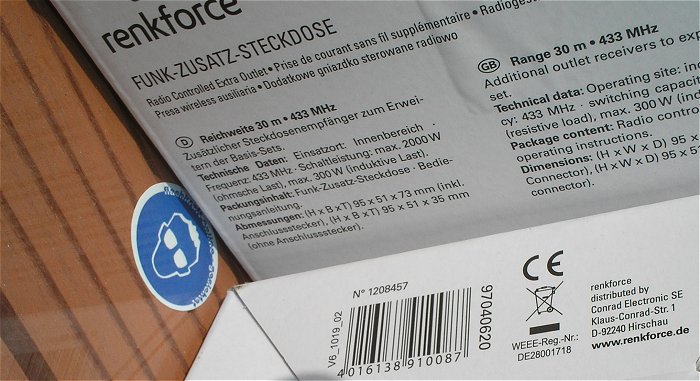 renkforce
FUNK-ZUSATZ-STECKDOSE
Radio Controlled Extra Outlet • Prise de courant sans fil supplémentaire • Radioges
Presa wireless ausiliaria • Dodatkowe gniazdko sterowane radiowo
D Reichweite 30 m • 433 MHz
Zusätzlicher Steckdosenempfänger zum Erwei-
tern der Basis-Sets.
Technische Daten: Einsatzort: Innenbereich ·
Frequenz: 433 MHz · Schaltleistung: max. 2000 W
(ohmsche Last), max. 300 W (induktive Last).
Packungsinhalt: Funk-Zusatz-Steckdose · Bedie-
nungsanleitung.
Abmessungen: (H x B x T) 95 x 51 x 73 mm (inkl.
Anschlussstecker), (H x B x T) 95 x 51 x 35 mm
(ohne Anschlussstecker).
GB Range 30 m • 433 MHz
Additional outlet receivers to exp
set.
Technical data: Operating site: in
cy: 433 MHz · switching capacit
(resistive load), max. 300 W (ind
Package content: Radio contro
operating instructions.
Dimensions: (H x W x D) 95 x
Connector), (H x W x D) 95 x 5
connector).
N° 1208457
V6_1019_02
97040620
4 016138 910087
CE
WEEE-Reg.-Nr.:
DE28001718
renkforce
distributed by
Conrad Electronic SE
Klaus-Conrad-Str. 1
D-92240 Hirschau
www.renkforce.de